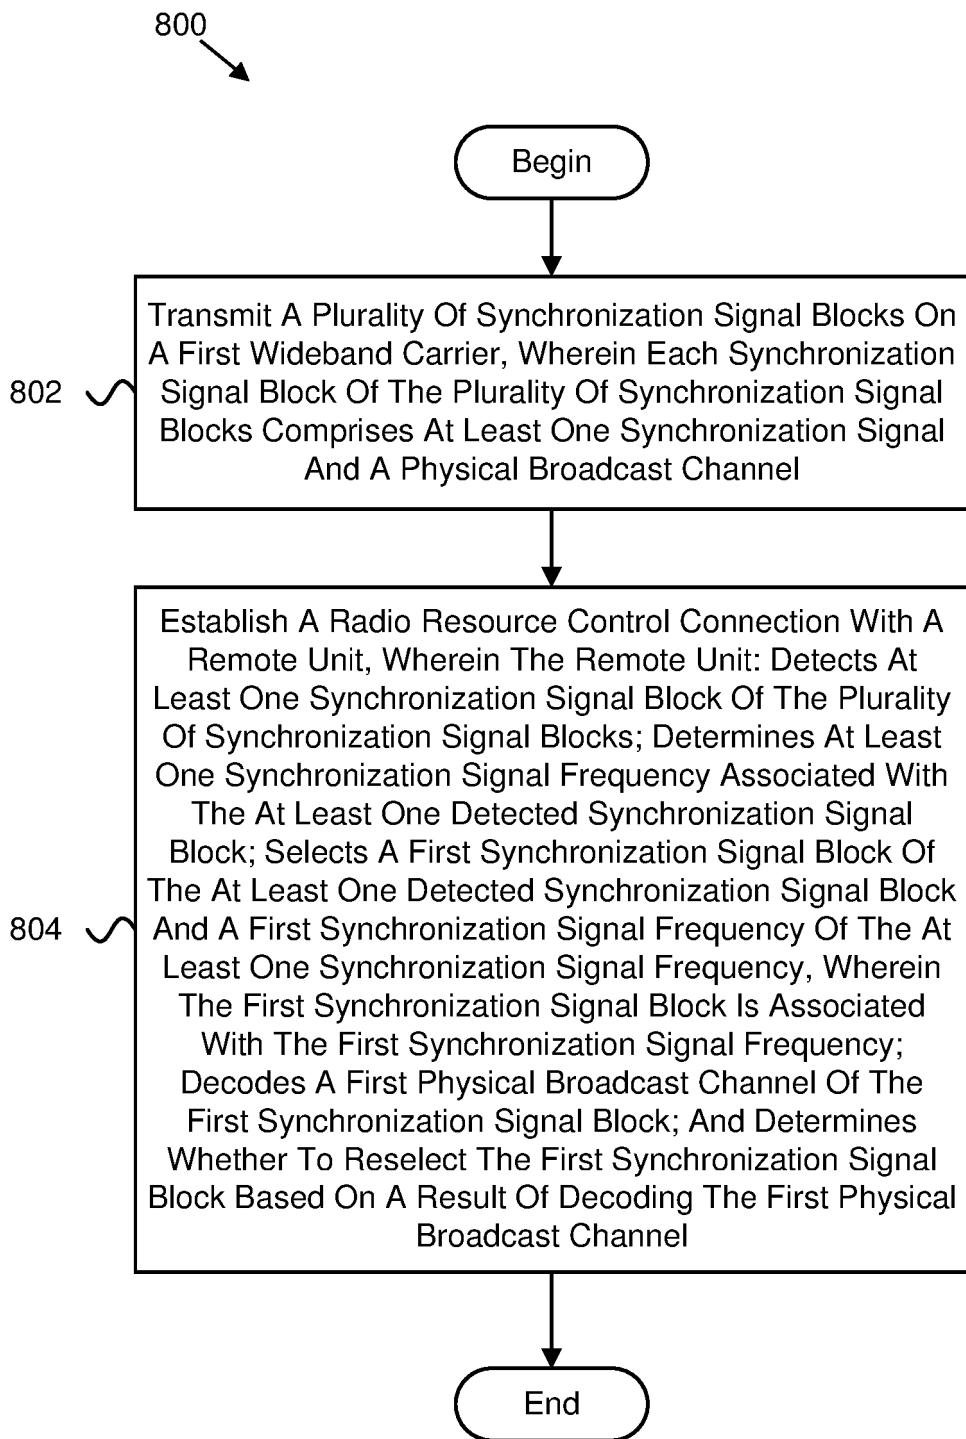 800
Begin
802
Transmit A Plurality Of Synchronization Signal Blocks On
A First Wideband Carrier, Wherein Each Synchronization
Signal Block Of The Plurality Of Synchronization Signal
Blocks Comprises At Least One Synchronization Signal
And A Physical Broadcast Channel
804
Establish A Radio Resource Control Connection With A
Remote Unit, Wherein The Remote Unit: Detects At
Least One Synchronization Signal Block Of The Plurality
Of Synchronization Signal Blocks; Determines At Least
One Synchronization Signal Frequency Associated With
The At Least One Detected Synchronization Signal
Block; Selects A First Synchronization Signal Block Of
The At Least One Detected Synchronization Signal Block
And A First Synchronization Signal Frequency Of The At
Least One Synchronization Signal Frequency, Wherein
The First Synchronization Signal Block Is Associated
With The First Synchronization Signal Frequency;
Decodes A First Physical Broadcast Channel Of The
First Synchronization Signal Block; And Determines
Whether To Reselect The First Synchronization Signal
Block Based On A Result Of Decoding The First Physical
Broadcast Channel
End